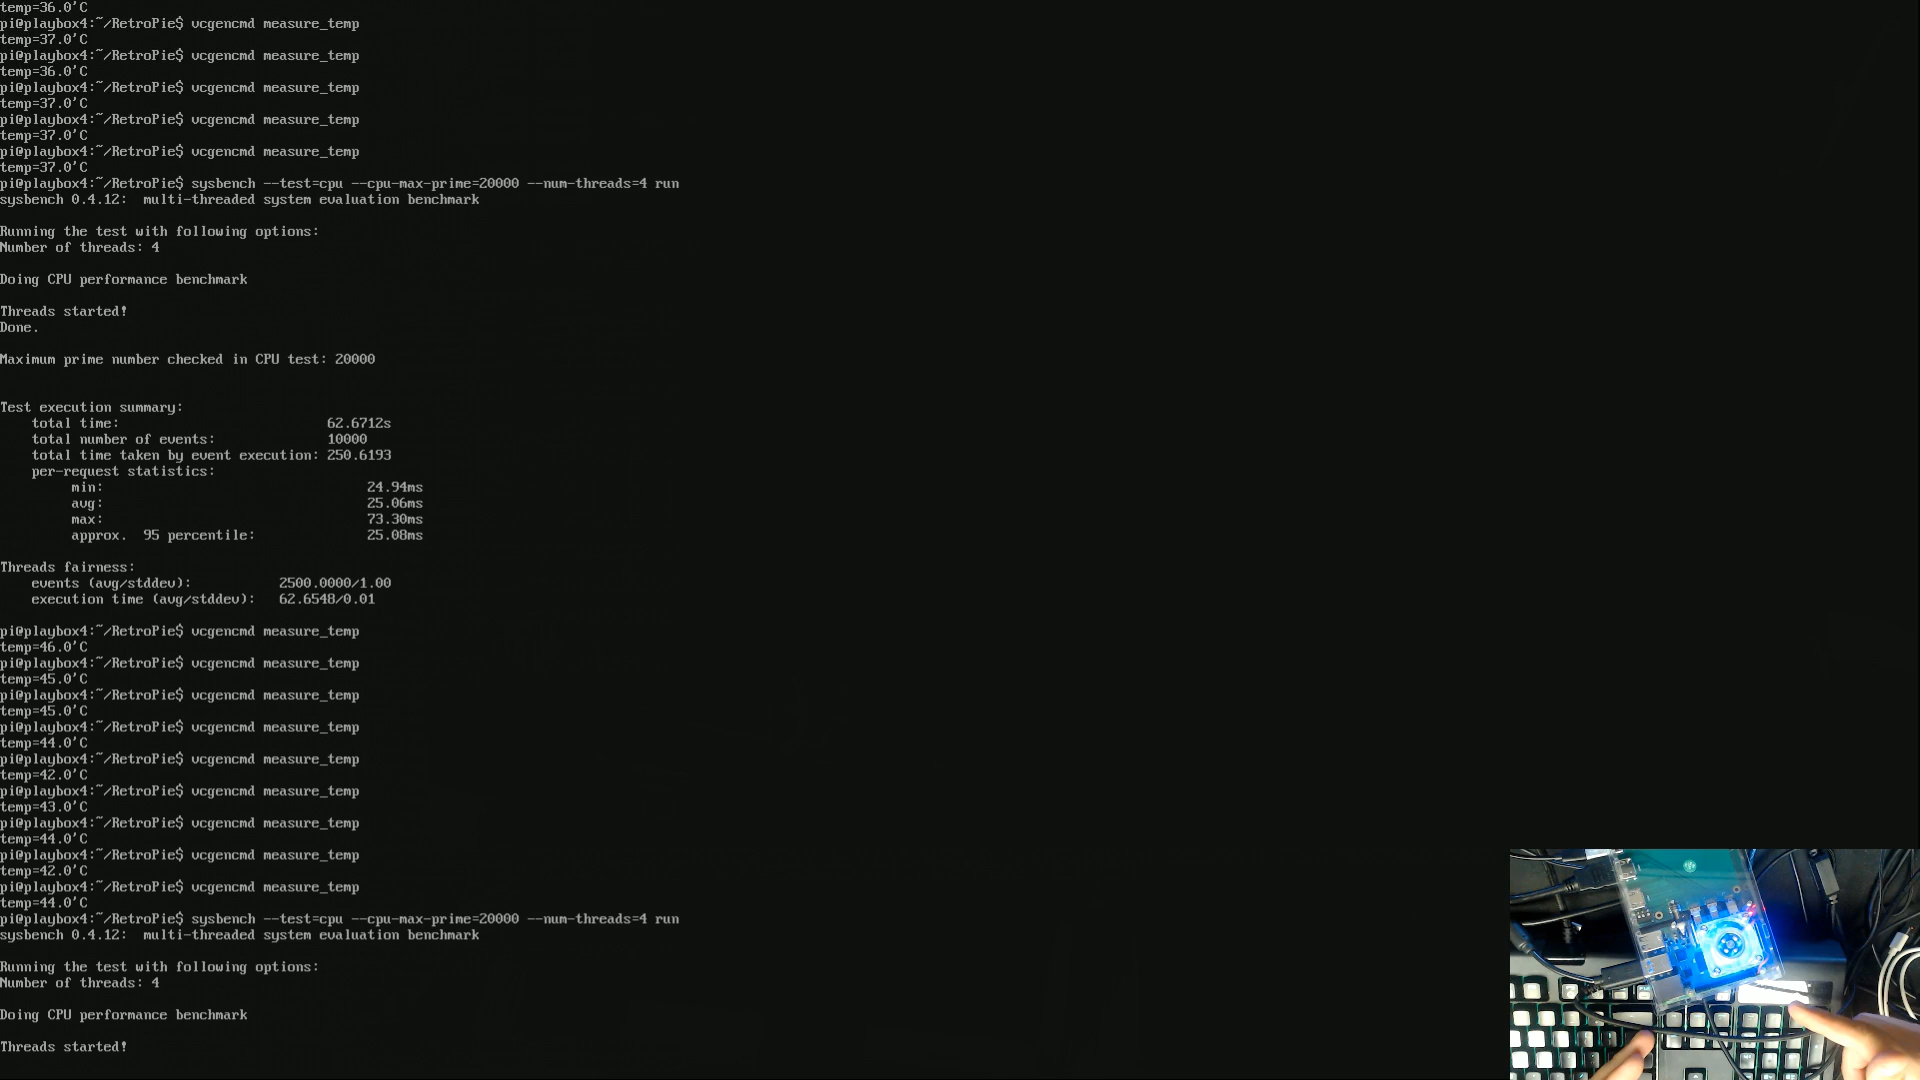 temp=36.0'C
pi@playbox4:~/RetroPie$ vcgencmd measure_temp
temp=37.0'C
pi@playbox4:~/RetroPie$ vcgencmd measure_temp
temp=36.0'C
pi@playbox4:~/RetroPie$ vcgencmd measure_temp
temp=37.0'C
pi@playbox4:~/RetroPie$ vcgencmd measure_temp
temp=37.0'C
pi@playbox4:~/RetroPie$ vcgencmd measure_temp
temp=37.0'C
pi@playbox4:~/RetroPie$ sysbench --test=cpu --cpu-max-prime=20000 --num-threads=4 run
sysbench 0.4.12:  multi-threaded system evaluation benchmark
Running the test with following options:
Number of threads: 4
Doing CPU performance benchmark
Threads started!
Done.
Maximum prime number checked in CPU test: 20000
Test execution summary:
total time: 62.6712s
total number of events: 10000
total time taken by event execution: 250.6193
per-request statistics:
min: 24.94ms
avg: 25.06ms
max: 73.30ms
approx.  95 percentile: 25.08ms
Threads fairness:
events (avg/stddev): 2500.0000/1.00
execution time (avg/stddev): 62.6548/0.01
pi@playbox4:~/RetroPie$ vcgencmd measure_temp
temp=46.0'C
pi@playbox4:~/RetroPie$ vcgencmd measure_temp
temp=45.0'C
pi@playbox4:~/RetroPie$ vcgencmd measure_temp
temp=45.0'C
pi@playbox4:~/RetroPie$ vcgencmd measure_temp
temp=44.0'C
pi@playbox4:~/RetroPie$ vcgencmd measure_temp
temp=42.0'C
pi@playbox4:~/RetroPie$ vcgencmd measure_temp
temp=43.0'C
pi@playbox4:~/RetroPie$ vcgencmd measure_temp
temp=44.0'C
pi@playbox4:~/RetroPie$ vcgencmd measure_temp
temp=42.0'C
pi@playbox4:~/RetroPie$ vcgencmd measure_temp
temp=44.0'C
pi@playbox4:~/RetroPie$ sysbench --test=cpu --cpu-max-prime=20000 --num-threads=4 run
sysbench 0.4.12:  multi-threaded system evaluation benchmark
Running the test with following options:
Number of threads: 4
Doing CPU performance benchmark
Threads started!